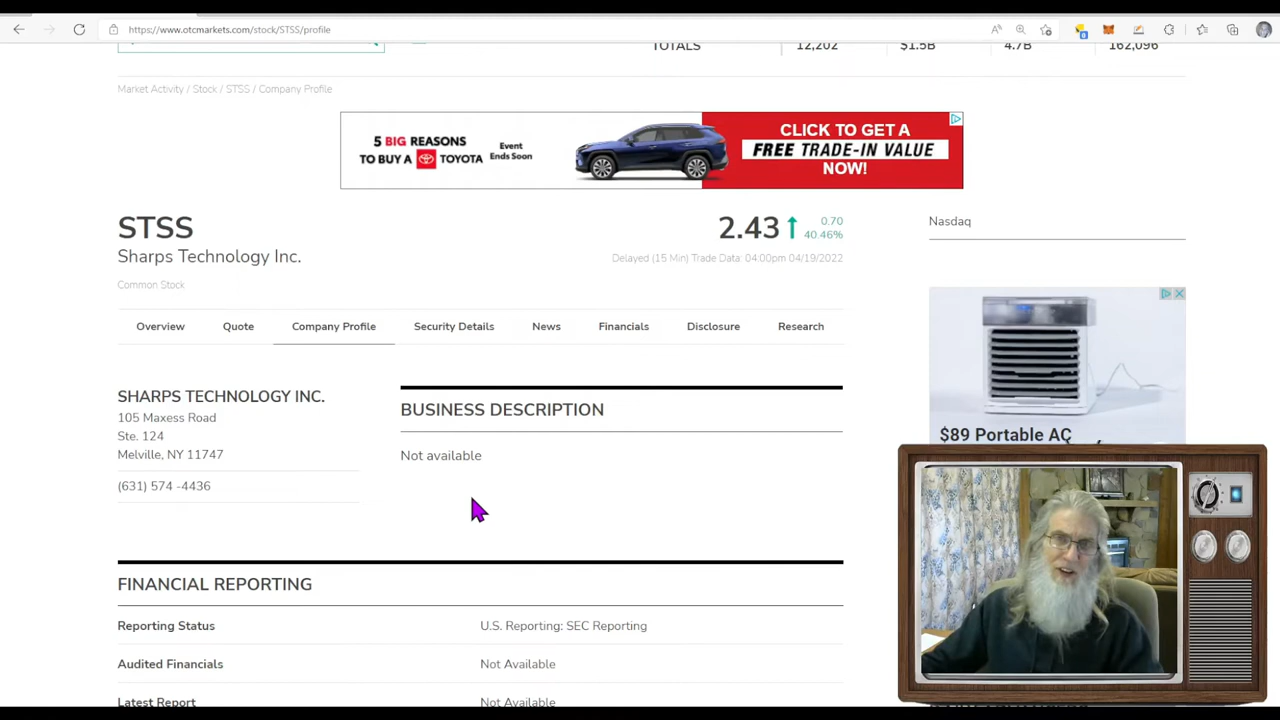 https://www.otcmarkets.com/stock/STSS/profile
TOTALS 12,202 $1.5B 4.7B 162,096
Market Activity / Stock / STSS / Company Profile
5 BIG REASONS
TO BUY A TOYOTA
Event
Ends Soon
CLICK TO GET A
FREE TRADE-IN VALUE
NOW!
STSS
2.43
0.70
40.46%
Nasdaq
Sharps Technology Inc.
Delayed (15 Min) Trade Data: 04:00pm 04/19/2022
Common Stock
Overview Quote Company Profile Security Details News Financials Disclosure Research
SHARPS TECHNOLOGY INC.
105 Maxess Road
Ste. 124
Melville, NY 11747
(631) 574 -4436
BUSINESS DESCRIPTION
Not available
$89 Portable AC
FINANCIAL REPORTING
Reporting Status U.S. Reporting: SEC Reporting
Audited Financials Not Available
Latest Report Not Available